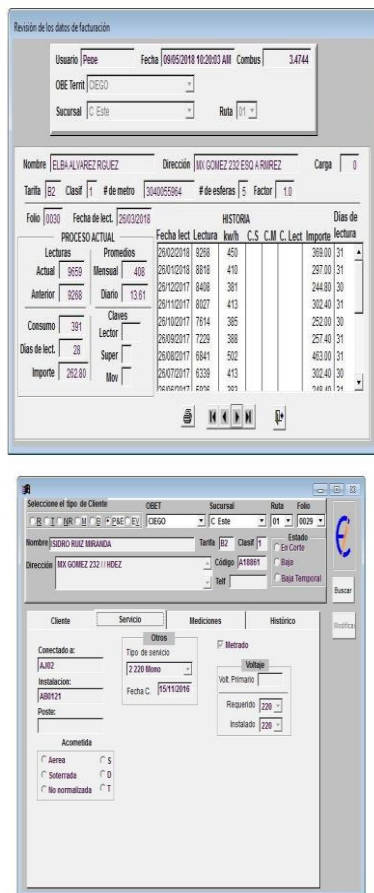 Revisión de los datos de facturación
Usuario Pepe Fecha 09/05/2018 10:20:03 AM Combus 3.4744
OBE Territ CIEGO
Sucursal C Este Ruta 01
Nombre ELBA ALVAREZ RGUEZ Dirección MX GOMEZ 232 ESQ A RMREZ Carga 0
Tarifa B2 Clasif 1 # de metro 3040055964 # de esferas 5 Factor 1.0
Folio 0030 Fecha de lect. 26/03/2018 HISTORIA Dias de
PROCESO ACTUAL Fecha lect Lectura kw/h C.S C.M C. Lect Importe lectura
Lecturas Promedios
Actual 9659 Mensual 408
Anterior 9268 Diario 13.61
Consumo 391 Claves
Lector
Dias de lect. 28 Super
Importe 262.80 Mov
26/02/2018 9268 450 369.00 31
26/01/2018 8818 410 297.00 31
26/12/2017 8408 381 244.80 30
26/11/2017 8027 413 302.40 31
26/10/2017 7614 385 252.00 30
26/09/2017 7229 388 257.40 31
26/08/2017 6841 502 463.00 31
26/07/2017 6339 413 302.40 30
Seleccione el tipo de Cliente OBET Sucursal Ruta Folio
R I NR M B P&E EV CIEGO C Este 01 0029
Nombre ISIDRO RUIZ MIRANDA Tarifa B2 Clasif 1 Estado
En Corte
Dirección MX GOMEZ 232 // HDEZ Código A18861 Baja
Telf Baja Temporal
Buscar
Modificar
Cliente Servicio Mediciones Histórico
Conectado a: Otros Metrado
AJ02 Tipo de servicio Voltaje
Instalacion: 2 220 Mono Volt. Primario
AB0121 Fecha C. 15/11/2016 Requerido 220
Poste: Instalado 220
Acometida
Aerea S
Soterrada D
No normalizada T